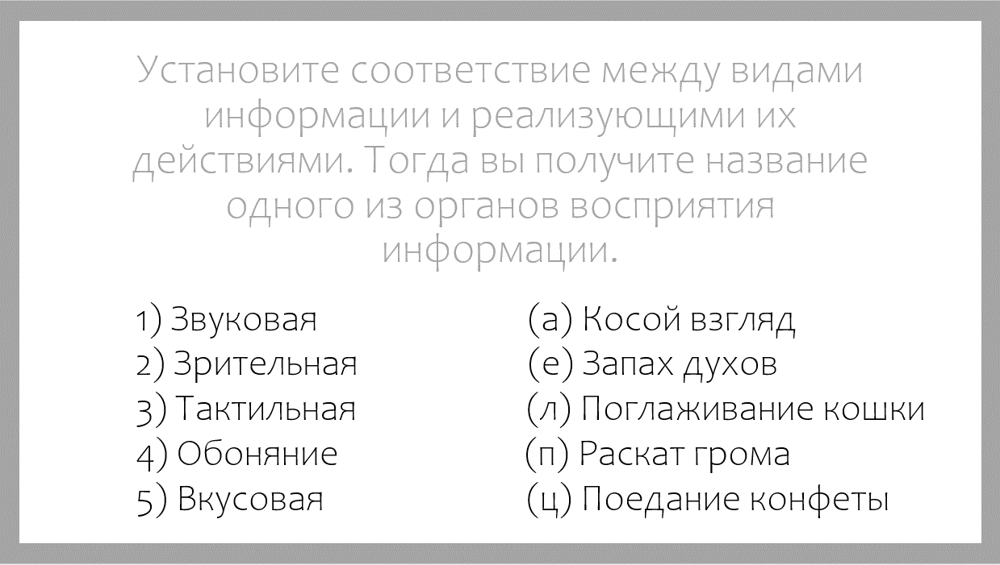 Установите соответствие между видами
информации и реализующими их
действиями. Тогда вы получите название
одного из органов восприятия
информации.
1) Звуковая (а) Косой взгляд
2) Зрительная (е) Запах духов
3) Тактильная (л) Поглаживание кошки
4) Обоняние (п) Раскат грома
5) Вкусовая (ц) Поедание конфеты